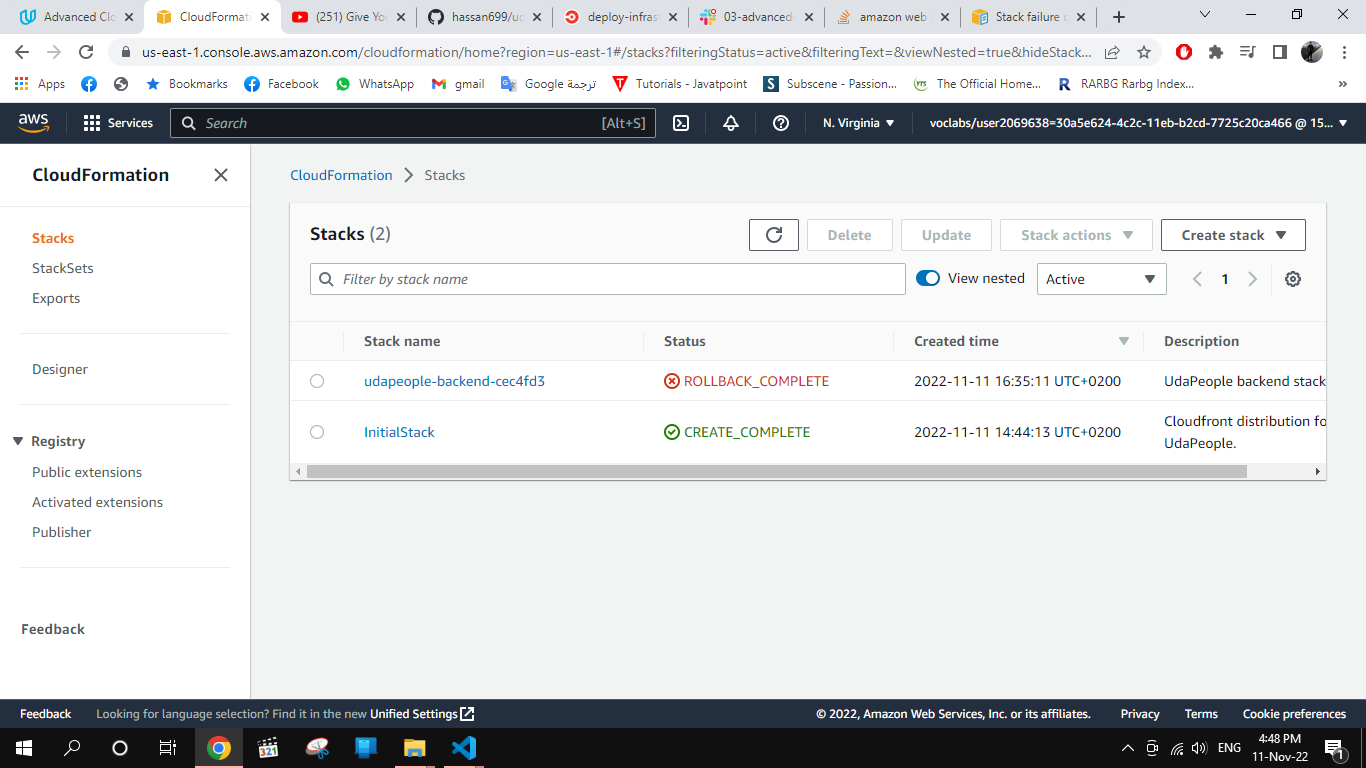 Advanced Clo
CloudFormati
(251) Give You
hassan699/ud
deploy-infras
03-advanced-
amazon web
Stack failure o
us-east-1.console.aws.amazon.com/cloudformation/home?region=us-east-1#/stacks?filteringStatus=active&filteringText=&viewNested=true&hideStack...
Apps
Bookmarks
Facebook
WhatsApp
gmail
Google ترجمة
Tutorials - Javatpoint
Subscene - Passion...
The Official Home...
RARBG Rarbg Index...
»
aws
Services
Search
[Alt+S]
N. Virginia
voclabs/user2069638=30a5e624-4c2c-11eb-b2cd-7725c20ca466 @ 15...
CloudFormation
Stacks
StackSets
Exports
Designer
Registry
Public extensions
Activated extensions
Publisher
Feedback
CloudFormation
Stacks
Stacks (2)
Delete
Update
Stack actions
Create stack
Filter by stack name
View nested
Active
1
Stack name
Status
Created time
Description
udapeople-backend-cec4fd3
ROLLBACK_COMPLETE
2022-11-11 16:35:11 UTC+0200
UdaPeople backend stack
InitialStack
CREATE_COMPLETE
2022-11-11 14:44:13 UTC+0200
Cloudfront distribution fo
UdaPeople.
Feedback
Looking for language selection? Find it in the new Unified Settings
© 2022, Amazon Web Services, Inc. or its affiliates.
Privacy
Terms
Cookie preferences
321
ENG
4:48 PM
11-Nov-22
1